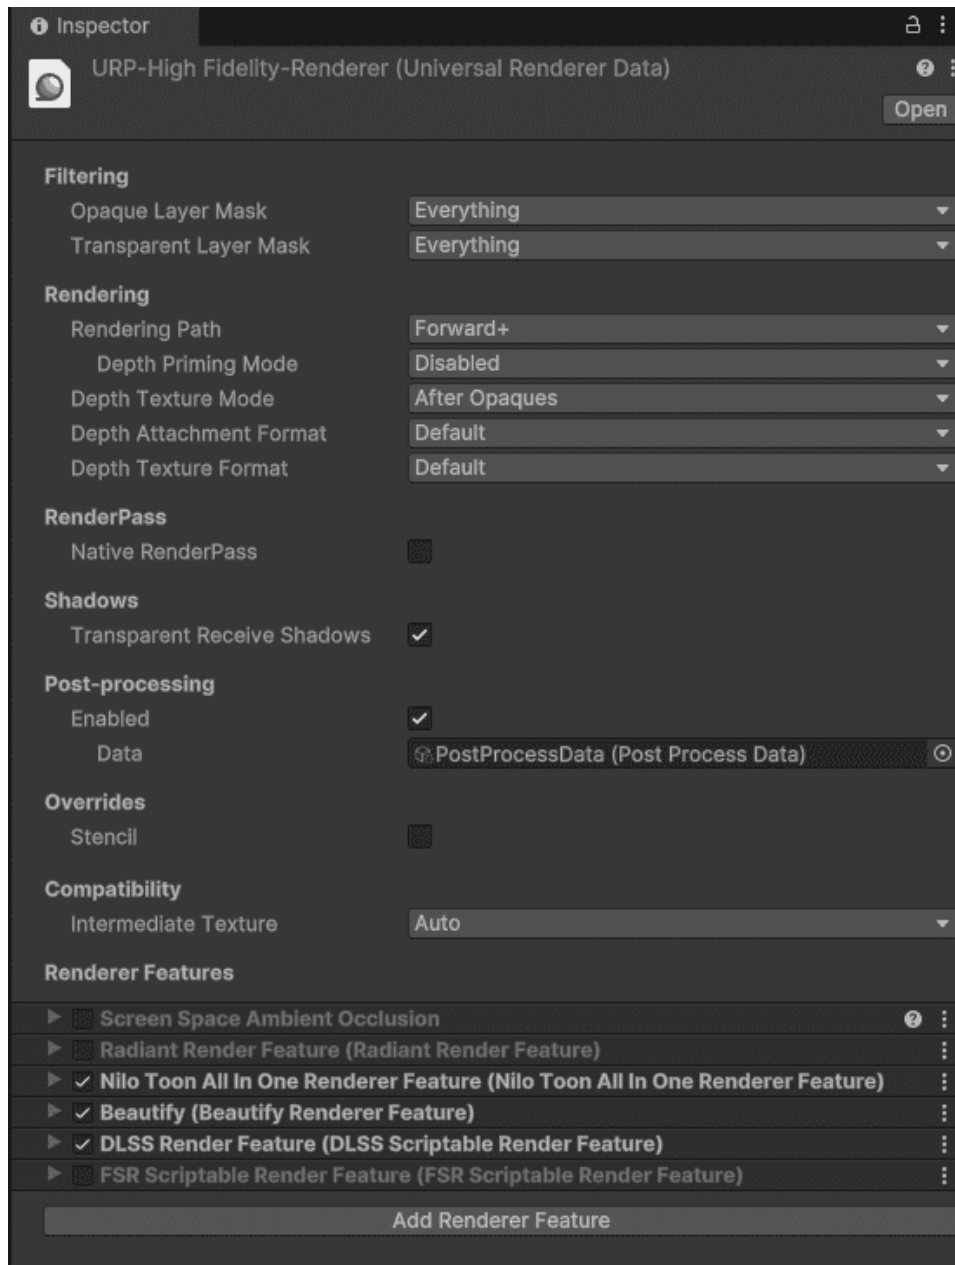 Inspector
URP-High Fidelity-Renderer (Universal Renderer Data)
Open
Filtering
Opaque Layer Mask Everything
Transparent Layer Mask Everything
Rendering
Rendering Path Forward+
Depth Priming Mode Disabled
Depth Texture Mode After Opaques
Depth Attachment Format Default
Depth Texture Format Default
RenderPass
Native RenderPass
Shadows
Transparent Receive Shadows
Post-processing
Enabled
Data PostProcessData (Post Process Data)
Overrides
Stencil
Compatibility
Intermediate Texture Auto
Renderer Features
Screen Space Ambient Occlusion
Radiant Render Feature (Radiant Render Feature)
Nilo Toon All In One Renderer Feature (Nilo Toon All In One Renderer Feature)
Beautify (Beautify Renderer Feature)
DLSS Render Feature (DLSS Scriptable Render Feature)
FSR Scriptable Render Feature (FSR Scriptable Render Feature)
Add Renderer Feature